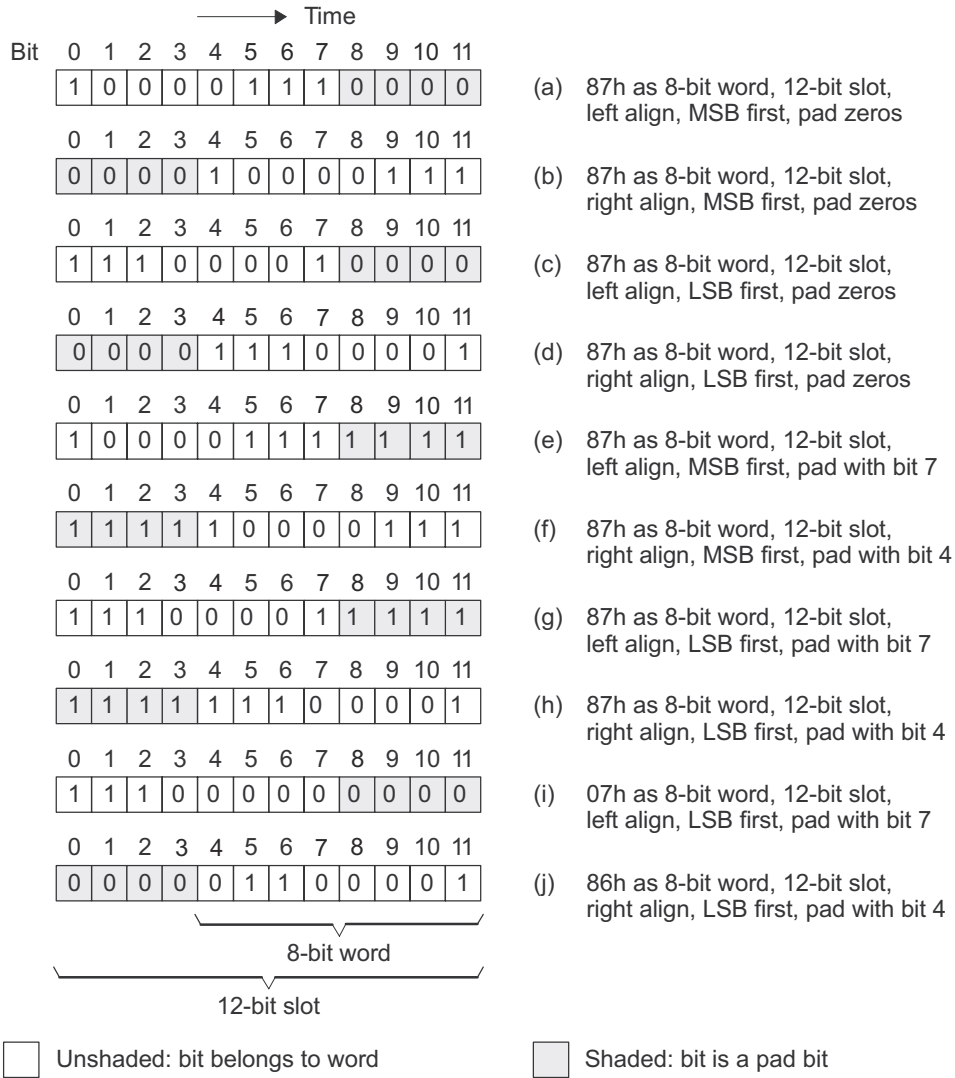 Time
Bit 0 1 2 3 4 5 6 7 8 9 10 11
1 0 0 0 0 1 1 1 0 0 0 0
(a) 87h as 8-bit word, 12-bit slot,
left align, MSB first, pad zeros
0 1 2 3 4 5 6 7 8 9 10 11
0 0 0 0 1 0 0 0 0 1 1 1
(b) 87h as 8-bit word, 12-bit slot,
right align, MSB first, pad zeros
0 1 2 3 4 5 6 7 8 9 10 11
1 1 1 0 0 0 0 1 0 0 0 0
(c) 87h as 8-bit word, 12-bit slot,
left align, LSB first, pad zeros
0 1 2 3 4 5 6 7 8 9 10 11
0 0 0 0 1 1 1 0 0 0 0 1
(d) 87h as 8-bit word, 12-bit slot,
right align, LSB first, pad zeros
0 1 2 3 4 5 6 7 8 9 10 11
1 0 0 0 0 1 1 1 1 1 1 1
(e) 87h as 8-bit word, 12-bit slot,
left align, MSB first, pad with bit 7
0 1 2 3 4 5 6 7 8 9 10 11
1 1 1 1 1 0 0 0 0 1 1 1
(f) 87h as 8-bit word, 12-bit slot,
right align, MSB first, pad with bit 4
0 1 2 3 4 5 6 7 8 9 10 11
1 1 1 0 0 0 0 1 1 1 1 1
(g) 87h as 8-bit word, 12-bit slot,
left align, LSB first, pad with bit 7
0 1 2 3 4 5 6 7 8 9 10 11
1 1 1 1 1 1 1 0 0 0 0 1
(h) 87h as 8-bit word, 12-bit slot,
right align, LSB first, pad with bit 4
0 1 2 3 4 5 6 7 8 9 10 11
1 1 1 0 0 0 0 0 0 0 0 0
(i) 07h as 8-bit word, 12-bit slot,
left align, LSB first, pad with bit 7
0 1 2 3 4 5 6 7 8 9 10 11
0 0 0 0 0 1 1 0 0 0 0 1
(j) 86h as 8-bit word, 12-bit slot,
right align, LSB first, pad with bit 4
8-bit word
12-bit slot
Unshaded: bit belongs to word
Shaded: bit is a pad bit